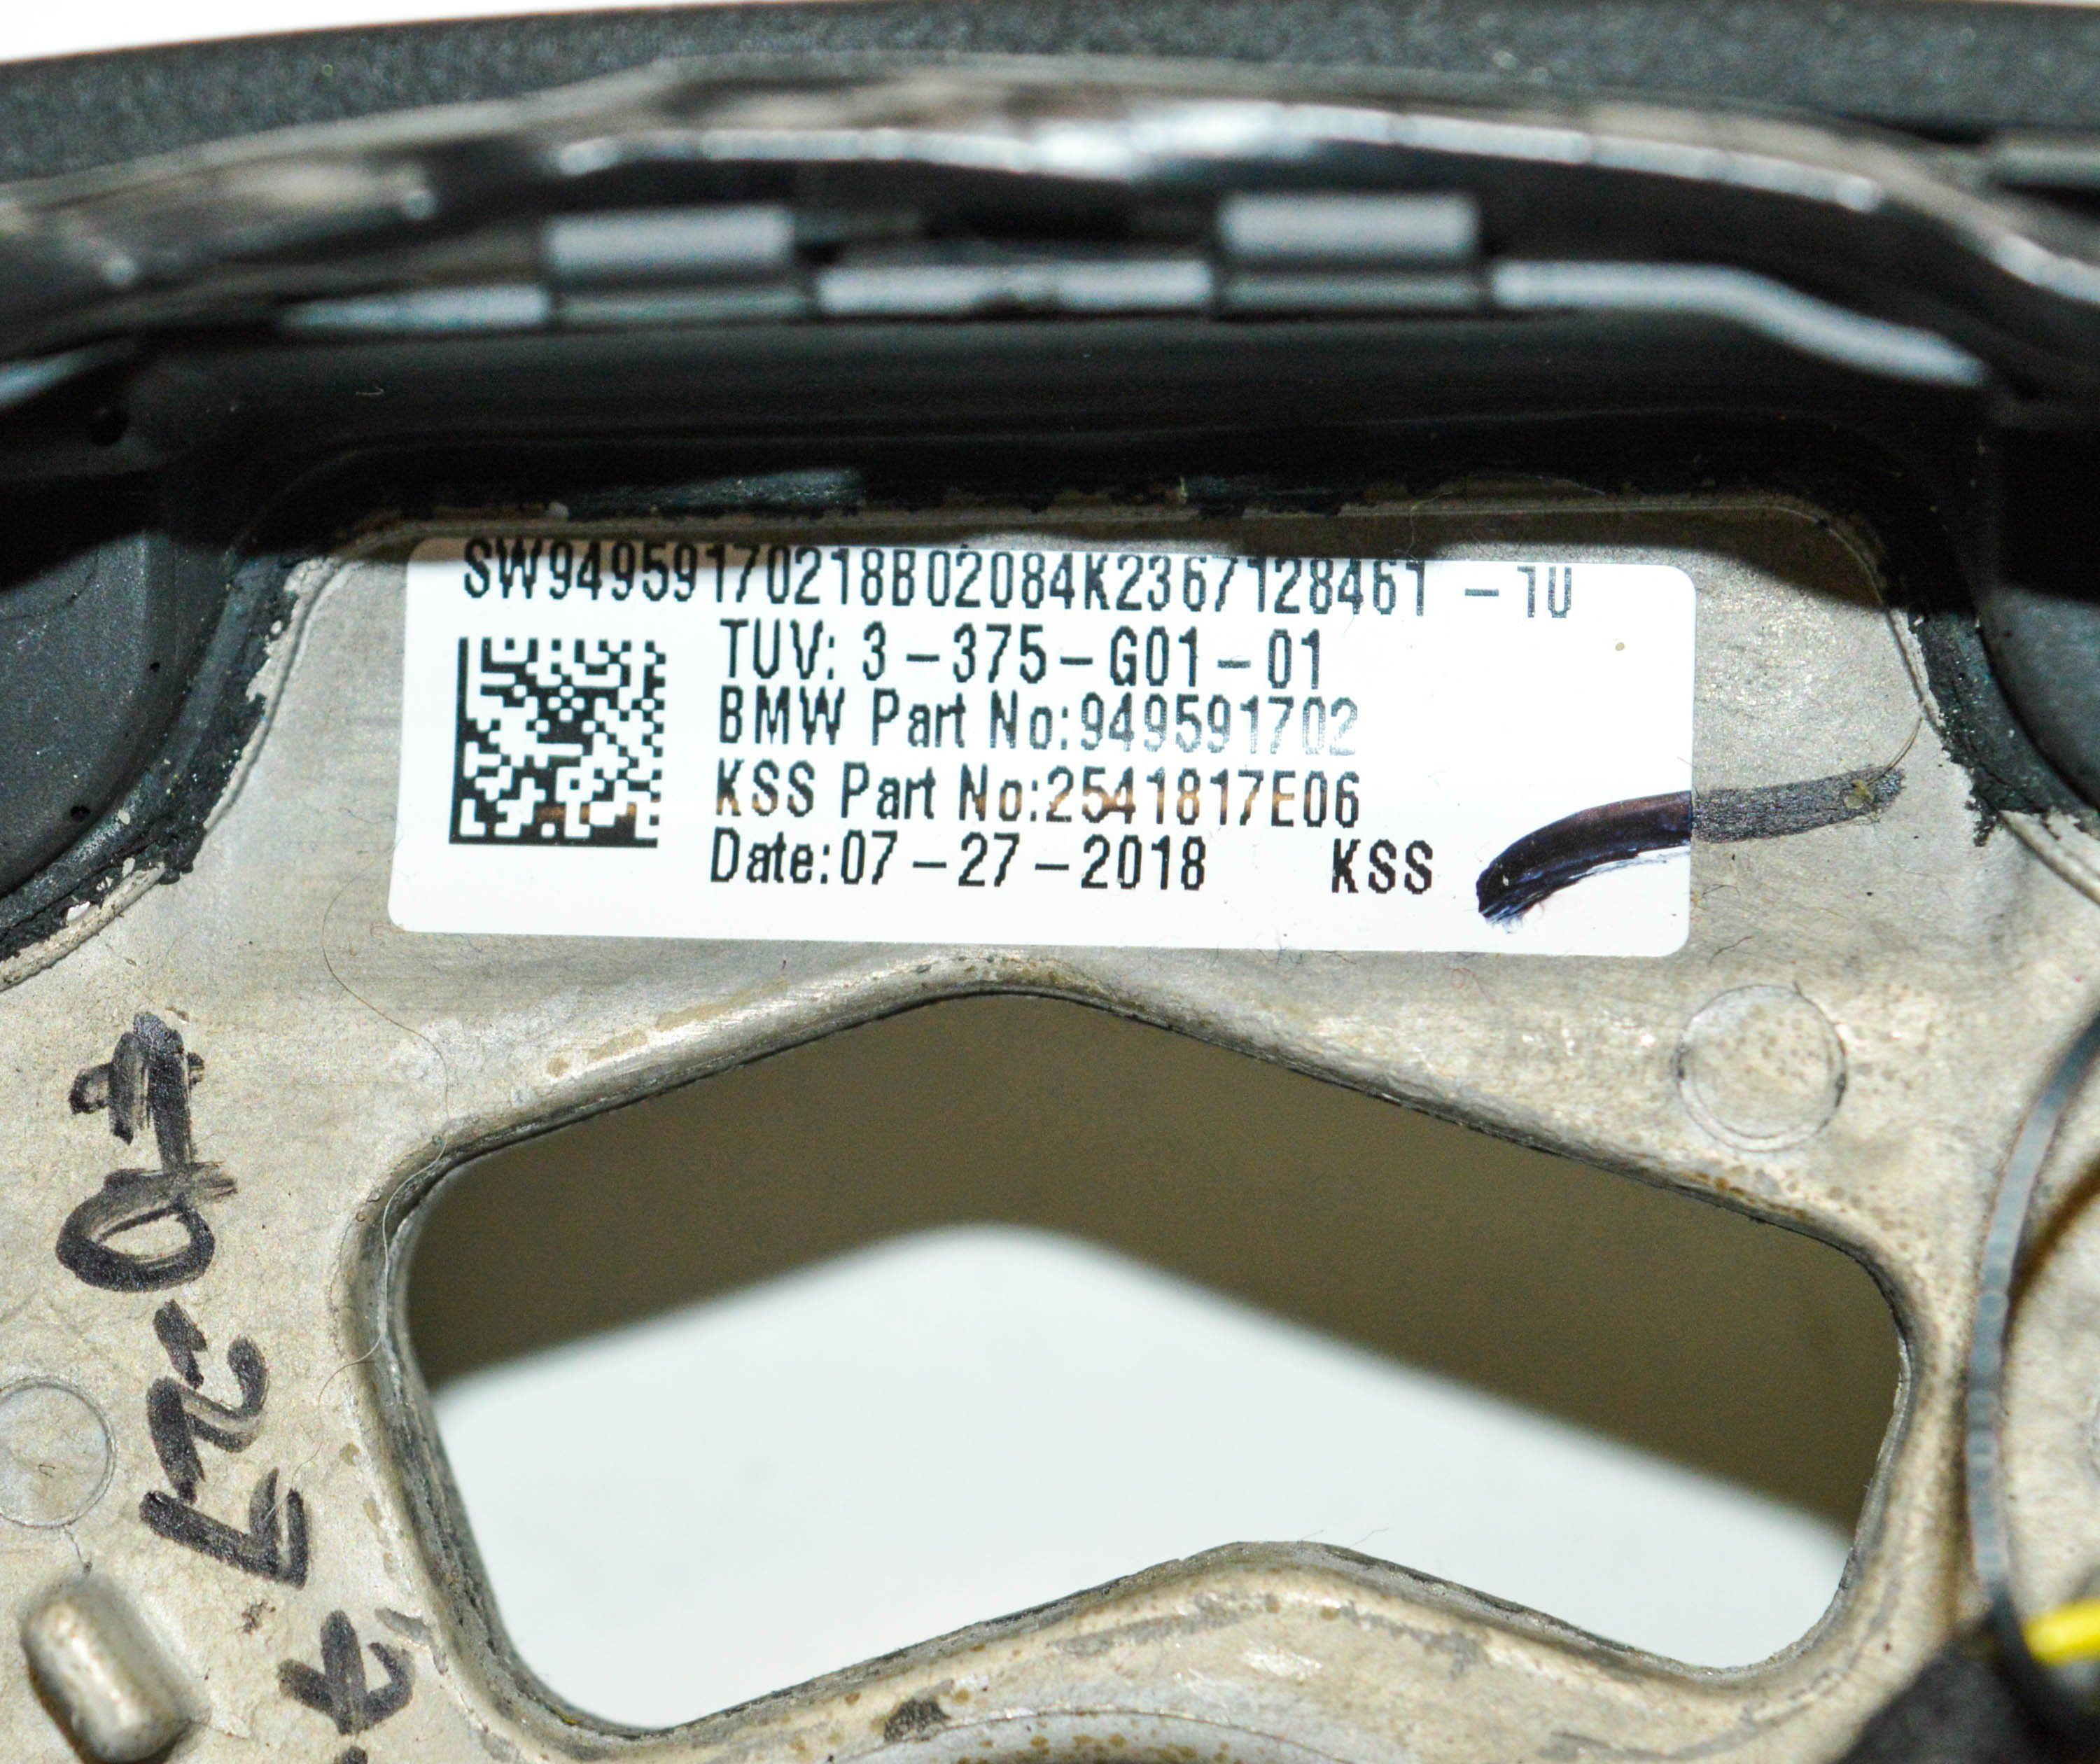 SW94959170218B02084K2367128461 - 10
TUV: 3-375-G01-01
BMW Part No:949591702
KSS Part No:2541817E06
Date:07-27-2018 KSS